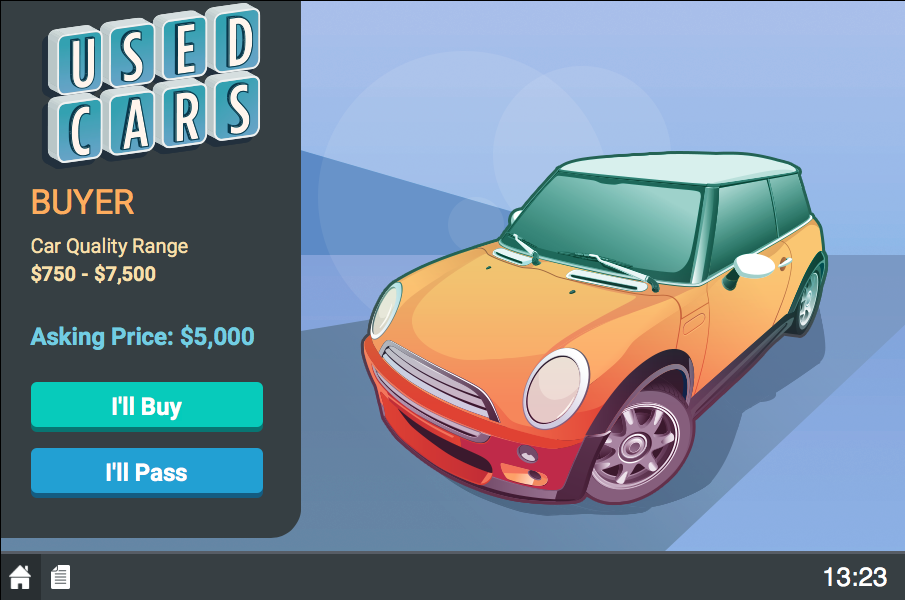 USED
CARS
BUYER
Car Quality Range
$750 - $7,500
Asking Price: $5,000
I'll Buy
I'll Pass
13:23